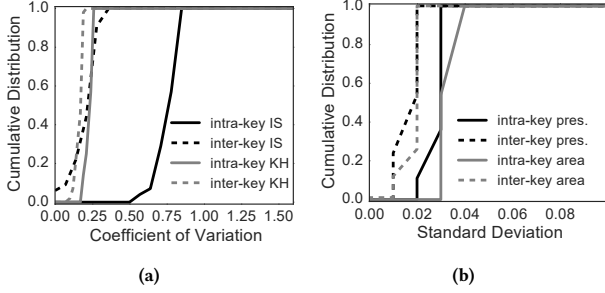 Cumulative Distribution
1.0
0.8
0.6
0.4
0.2
0.0
0.00 0.25 0.50 0.75 1.00 1.25 1.50
Coefficient of Variation
intra-key IS
inter-key IS
intra-key KH
inter-key KH
(a)
Cumulative Distribution
1.0
0.8
0.6
0.4
0.2
0.0
0.00 0.02 0.04 0.06 0.08
Standard Deviation
intra-key pres.
inter-key pres.
intra-key area
inter-key area
(b)